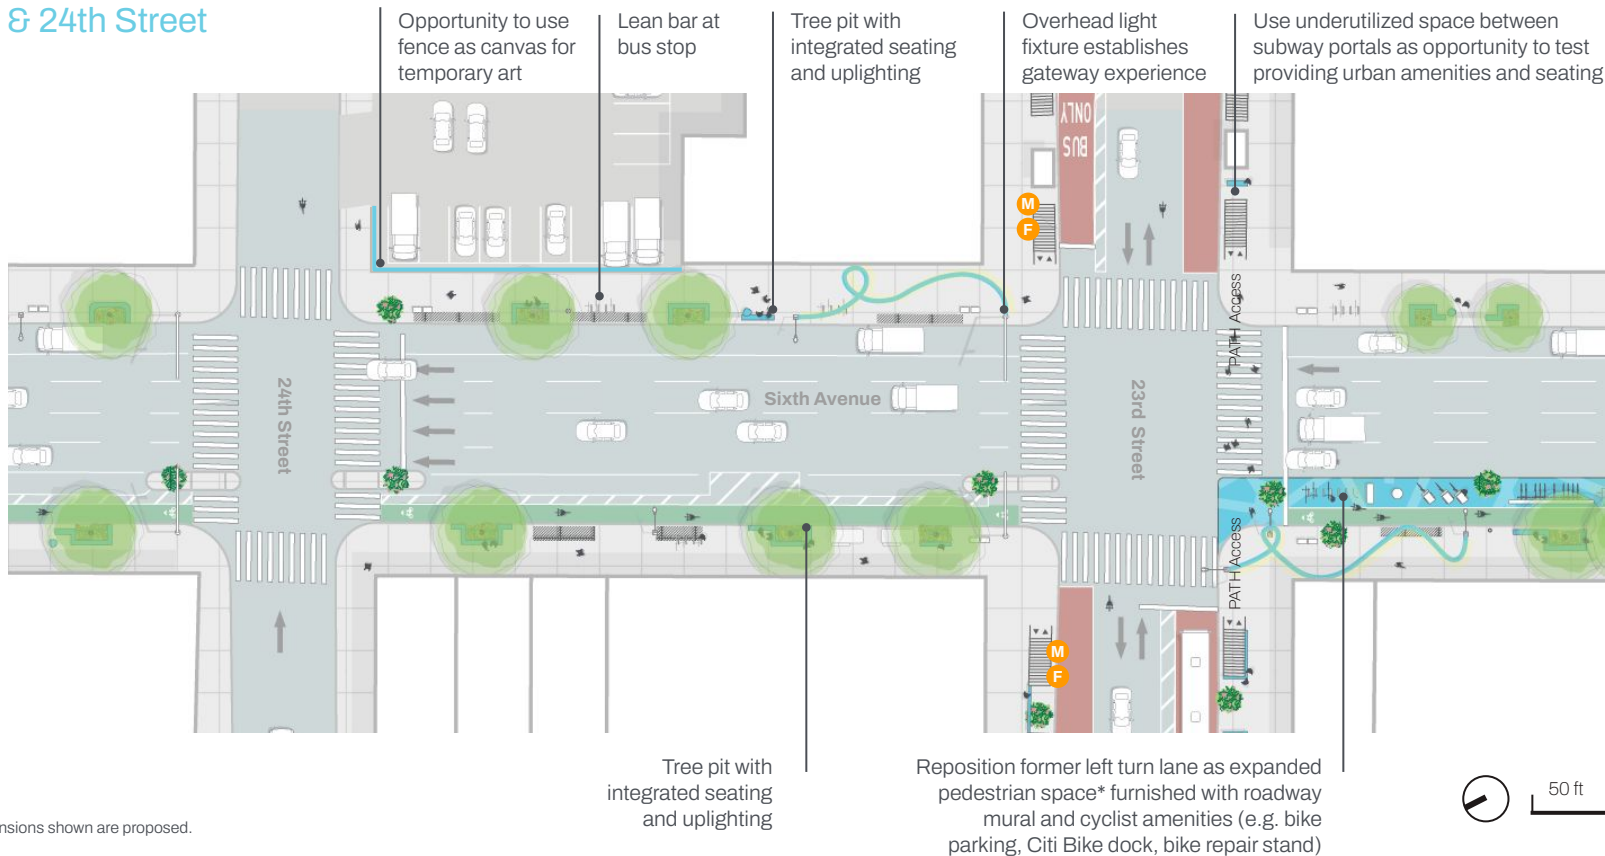 & 24th Street
Opportunity to use
fence as canvas for
temporary art
Lean bar at
bus stop
Tree pit with
integrated seating
and uplighting
Overhead light
fixture establishes
gateway experience
Use underutilized space between
subway portals as opportunity to test
providing urban amenities and seating
BUS
ONLY
M
F
PATH Access
24th Street
Sixth Avenue
23rd Street
PATH Access
M
F
Tree pit with
integrated seating
and uplighting
Reposition former left turn lane as expanded
pedestrian space* furnished with roadway
mural and cyclist amenities (e.g. bike
parking, Citi Bike dock, bike repair stand)
50 ft
nsions shown are proposed.